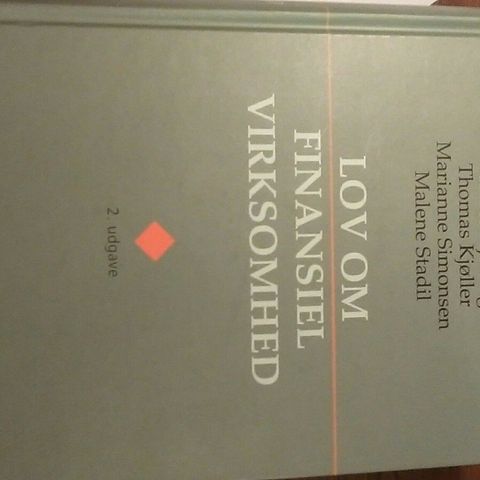 Thomas Kjøller
Marianne Simonsen
Malene Stadil
LOV OM
FINANSIEL
VIRKSOMHED
2. udgave